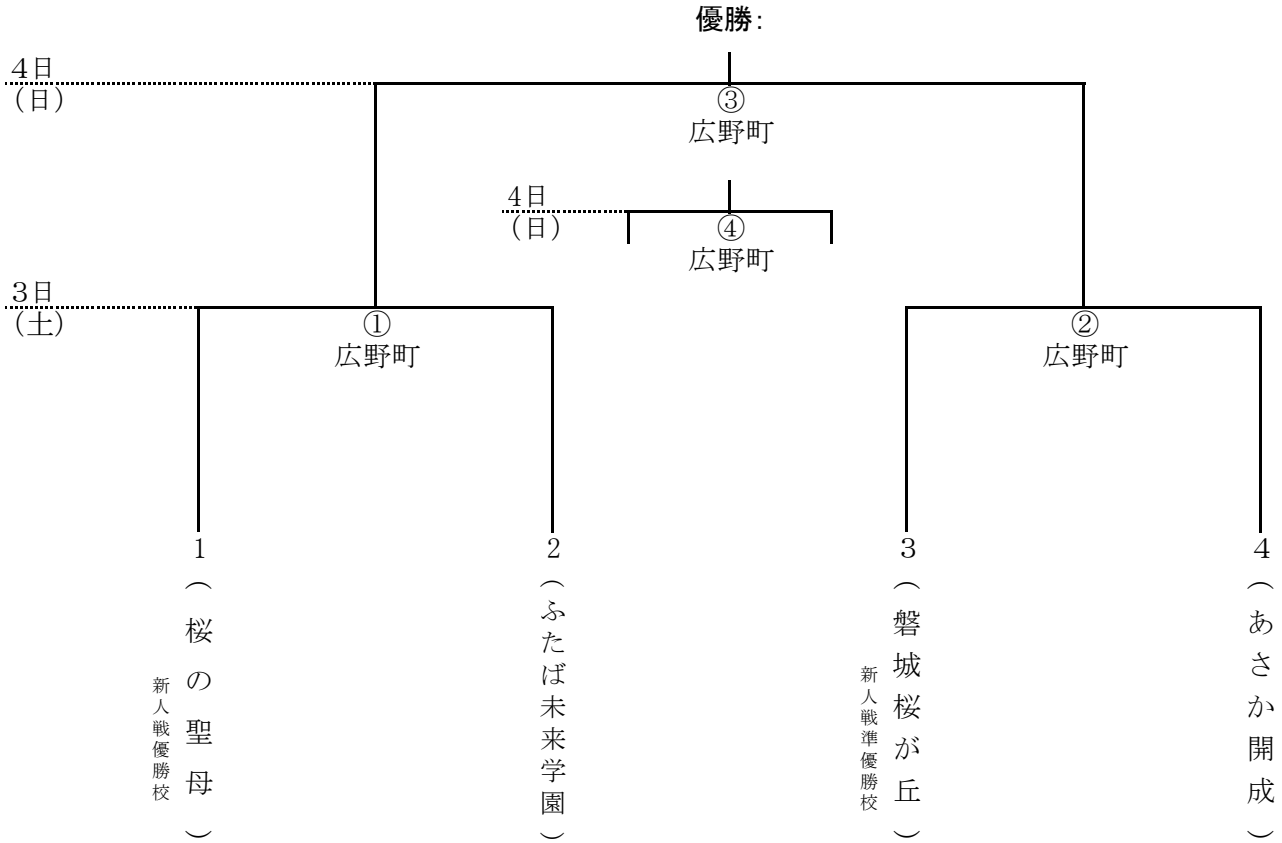 優勝:
4日
(日)
③
広野町
4日
(日)
④
広野町
3日
(土)
①
広野町
②
広野町
1
(桜の聖母)
新人戦優勝校
2
(ふたば未来学園)
3
(磐城桜が丘)
新人戦準優勝校
4
(あさか開成)